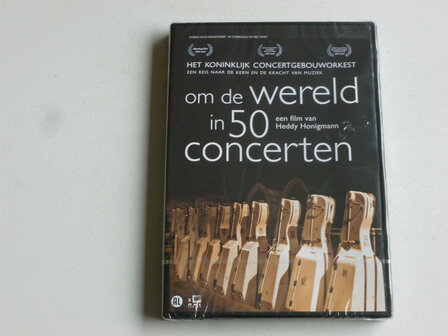 HET KONINKLIJK CONCERTGEBOUWORKEST
EEN REIS NAAR DE KERN EN DE KRACHT VAN MUZIEK
om de wereld
in 50 een film van
Heddy Honigmann
concerten
AL